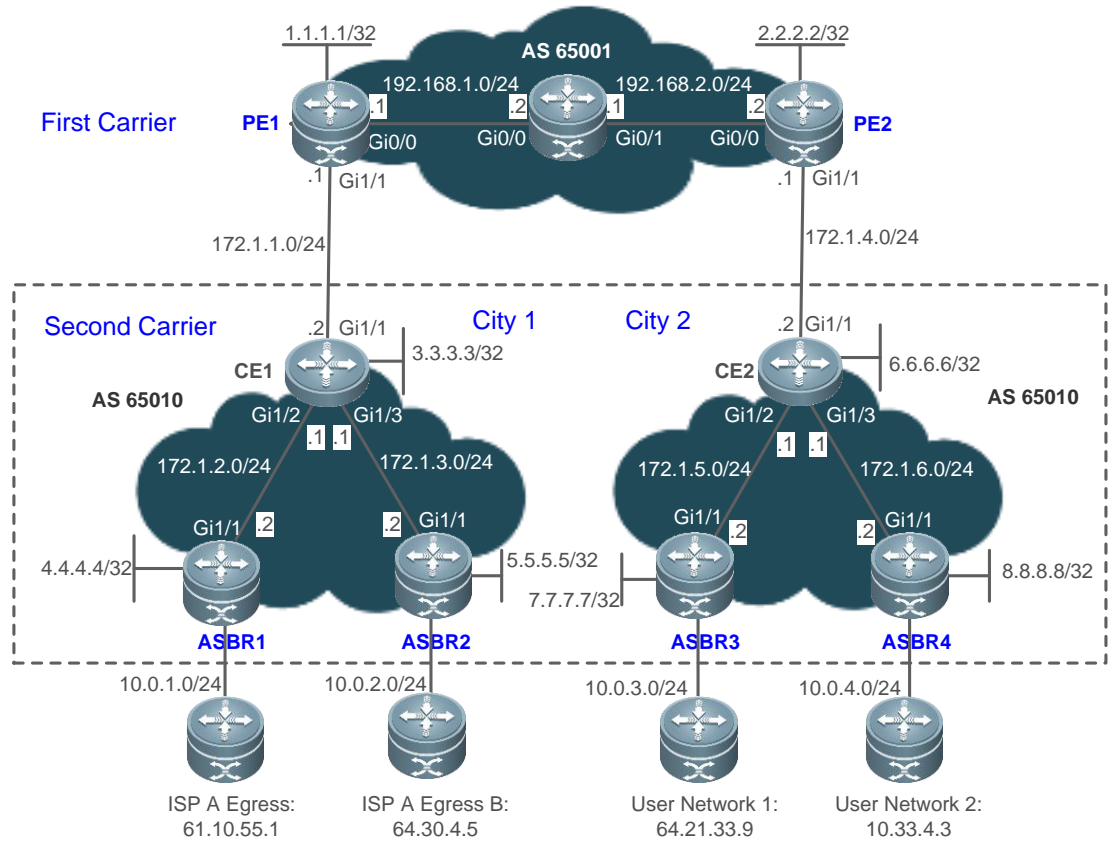 1.1.1.1/32
2.2.2.2/32
AS 65001
192.168.1.0/24
192.168.2.0/24
First Carrier
PE1
.1
.2
.1
.2
PE2
Gi0/0
Gi0/0
Gi0/1
Gi0/0
.1
Gi1/1
.1
Gi1/1
172.1.1.0/24
172.1.4.0/24
Second Carrier
City 1
City 2
.2
Gi1/1
.2
Gi1/1
3.3.3.3/32
6.6.6.6/32
CE1
CE2
AS 65010
AS 65010
Gi1/2
Gi1/3
Gi1/2
Gi1/3
.1
.1
.1
.1
172.1.2.0/24
172.1.3.0/24
172.1.5.0/24
172.1.6.0/24
Gi1/1
.2
.2
Gi1/1
Gi1/1
.2
.2
Gi1/1
4.4.4.4/32
5.5.5.5/32
7.7.7.7/32
8.8.8.8/32
ASBR1
ASBR2
ASBR3
ASBR4
10.0.1.0/24
10.0.2.0/24
10.0.3.0/24
10.0.4.0/24
ISP A Egress:
61.10.55.1
ISP A Egress B:
64.30.4.5
User Network 1:
64.21.33.9
User Network 2:
10.33.4.3